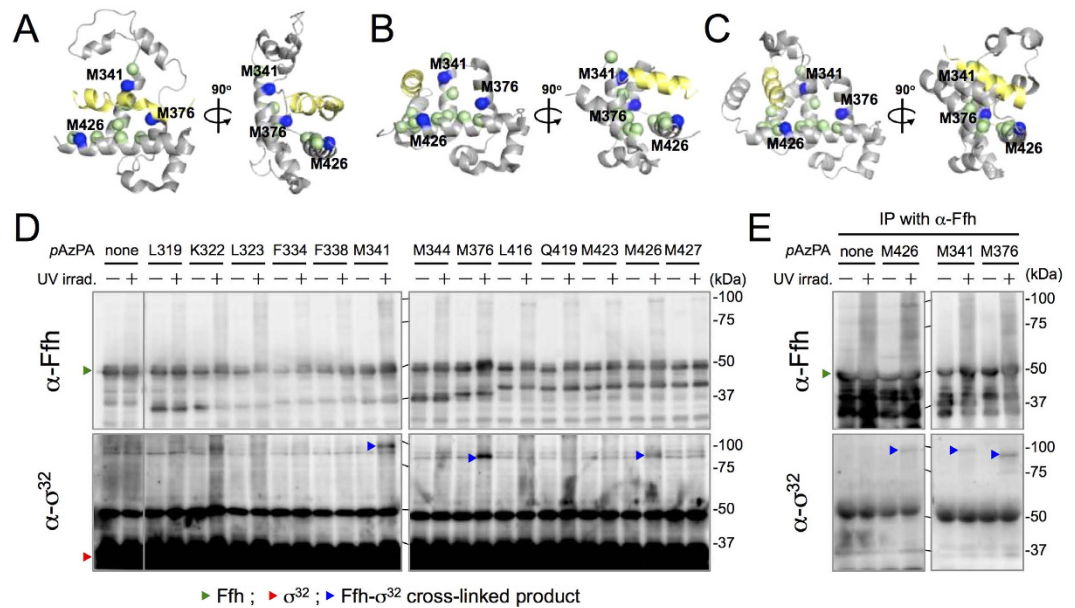 A
B
C
M341
M376
M426
90°
M341
M376
M426
M341
M376
M426
90°
M341
M376
M426
M341
M376
M426
90°
M341
M376
M426
D
pAzPA none L319 K322 L323 F334 F338 M341 M344 M376 L416 Q419 M423 M426 M427
UV irrad. — + — + — + — + — + — + — + — + — + — + — + — + — + — + (kDa)
α-Ffh
-100
-75
-50
-37
α-σ³²
-100
-75
-50
-37
E
IP with α-Ffh
pAzPA none M426 M341 M376
UV irrad. — + — + — + — + (kDa)
α-Ffh
-100
-75
-50
-37
α-σ³²
-100
-75
-50
-37
Ffh ; σ³² ; Ffh-σ³² cross-linked product